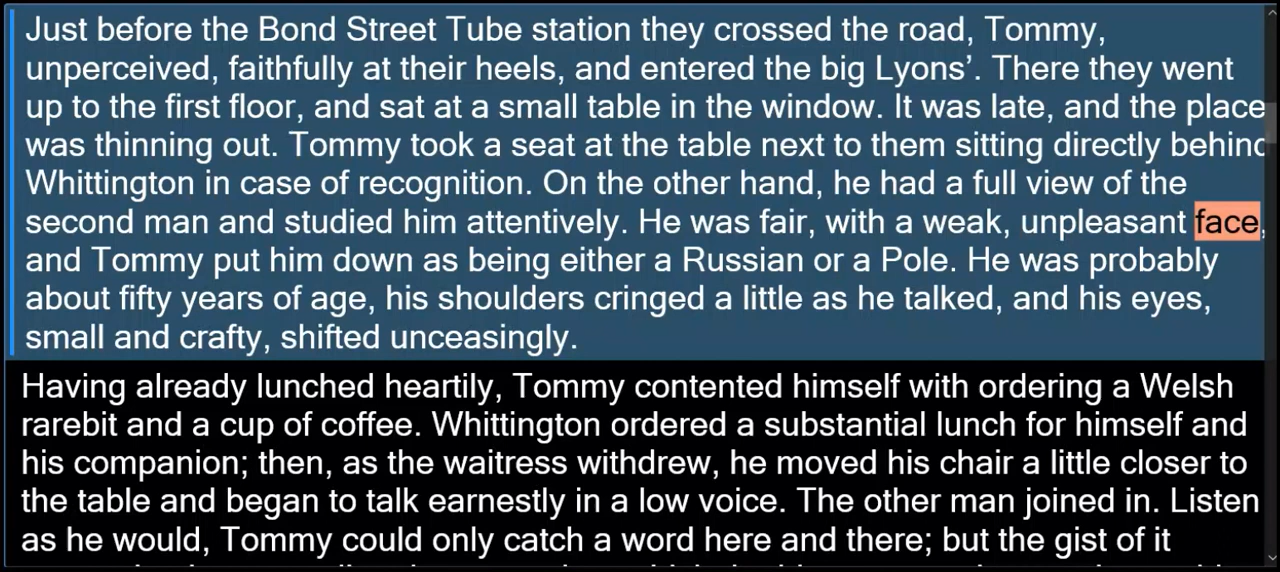 Just before the Bond Street Tube station they crossed the road, Tommy,
unperceived, faithfully at their heels, and entered the big Lyons’. There they went
up to the first floor, and sat at a small table in the window. It was late, and the place
was thinning out. Tommy took a seat at the table next to them sitting directly behind
Whittington in case of recognition. On the other hand, he had a full view of the
second man and studied him attentively. He was fair, with a weak, unpleasant face,
and Tommy put him down as being either a Russian or a Pole. He was probably
about fifty years of age, his shoulders cringed a little as he talked, and his eyes,
small and crafty, shifted unceasingly.
Having already lunched heartily, Tommy contented himself with ordering a Welsh
rarebit and a cup of coffee. Whittington ordered a substantial lunch for himself and
his companion; then, as the waitress withdrew, he moved his chair a little closer to
the table and began to talk earnestly in a low voice. The other man joined in. Listen
as he would, Tommy could only catch a word here and there; but the gist of it